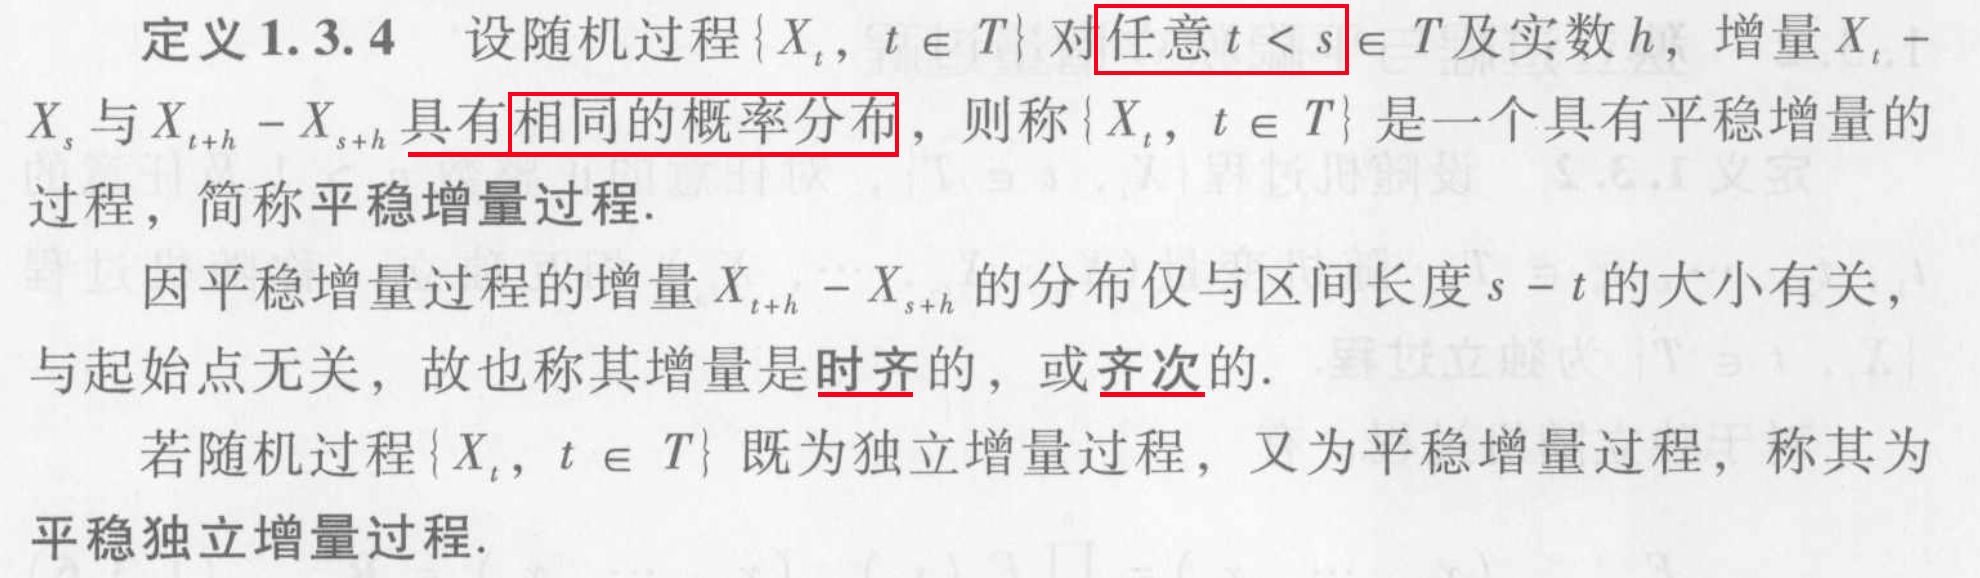 定义 1.3.4 设随机过程{X_t, t ∈ T}对任意 t < s ∈ T及实数 h, 增量 X_t −
X_s 与 X_{t+h} − X_{s+h} 具有相同的概率分布, 则称{X_t, t ∈ T} 是一个具有平稳增量的
过程, 简称平稳增量过程.
因平稳增量过程的增量 X_{t+h} − X_{s+h} 的分布仅与区间长度 s − t 的大小有关,
与起始点无关, 故也称其增量是时齐的, 或齐次的.
若随机过程{X_t, t ∈ T} 既为独立增量过程, 又为平稳增量过程, 称其为
平稳独立增量过程.